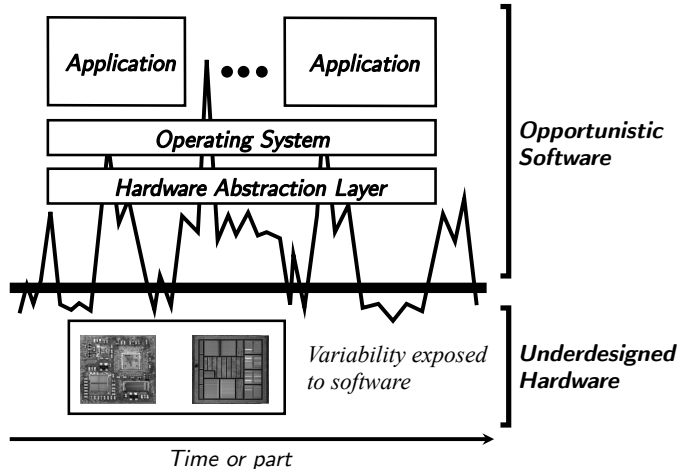 Application
Application
Operating System
Hardware Abstraction Layer
Opportunistic
Software
Variability exposed
to software
Underdesigned
Hardware
Time or part